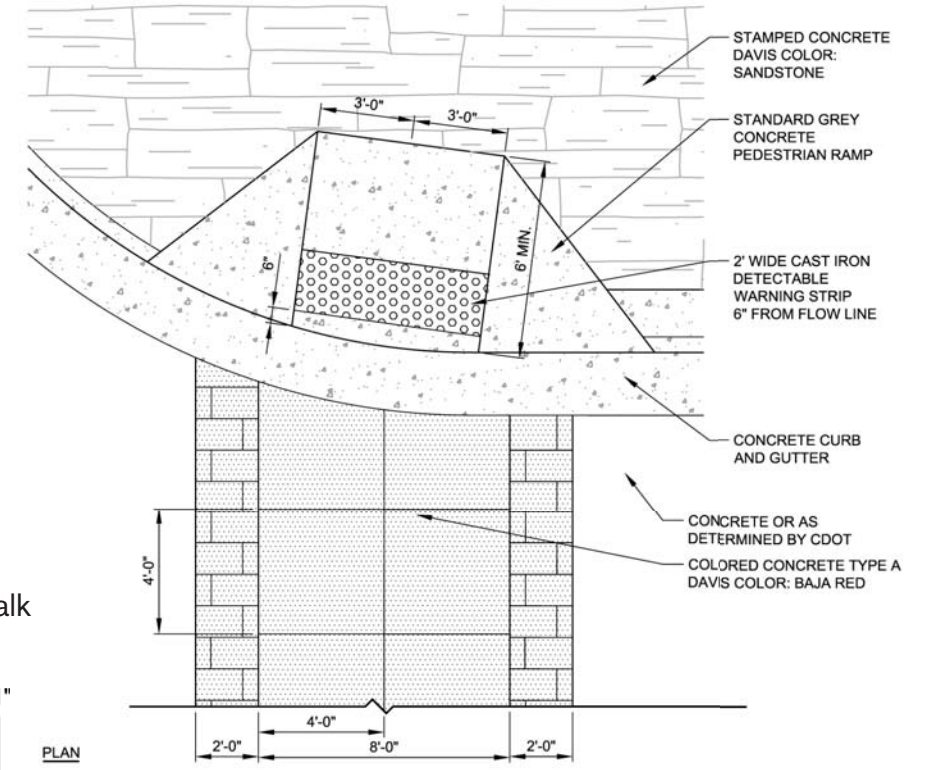 STAMPED CONCRETE
DAVIS COLOR:
SANDSTONE
3'-0"
3'-0"
STANDARD GREY
CONCRETE
PEDESTRIAN RAMP
6' MIN.
6"
2' WIDE CAST IRON
DETECTABLE
WARNING STRIP
6" FROM FLOW LINE
CONCRETE CURB
AND GUTTER
CONCRETE OR AS
DETERMINED BY CDOT
COLORED CONCRETE TYPE A
DAVIS COLOR: BAJA RED
4'-0"
alk
"
4'-0"
2'-0"
8'-0"
2'-0"
PLAN